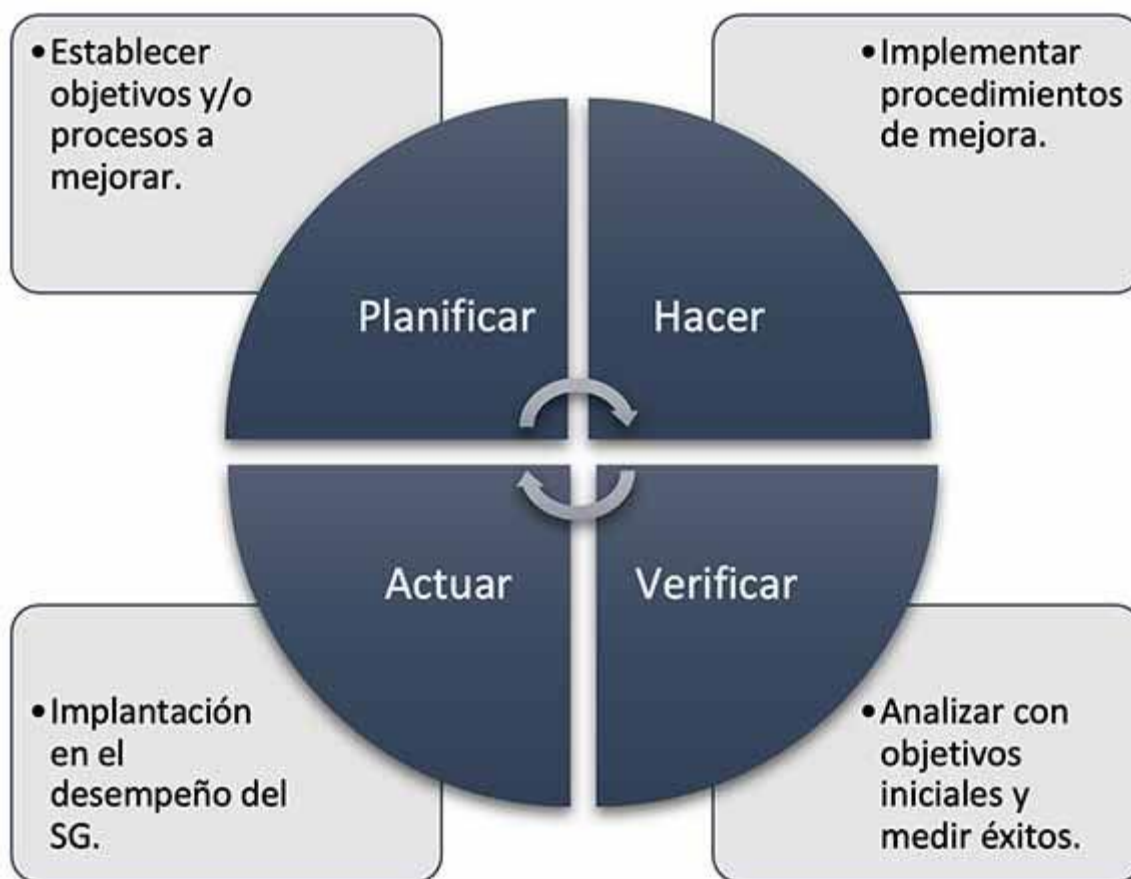 •Establecer
objetivos y/o
procesos a
mejorar.
•Implementar
procedimientos
de mejora.
Planificar
Hacer
Actuar
Verificar
•Implantación
en el
desempeño del
SG.
•Analizar con
objetivos
iniciales y
medir éxitos.